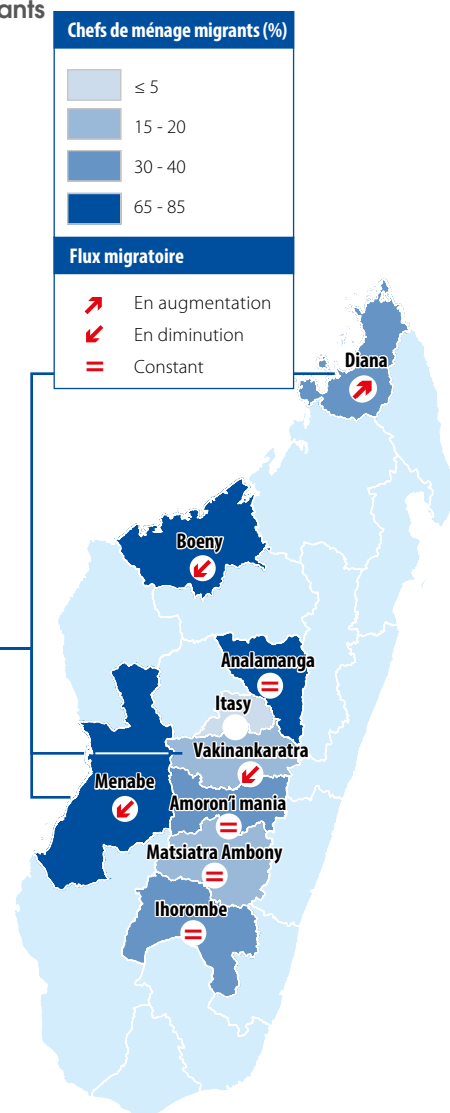 ants
Chefs de ménage migrants (%)
≤ 5
15 - 20
30 - 40
65 - 85
Flux migratoire
En augmentation
En diminution
= Constant
Diana
Boeny
Analamanga
=
Itasy
Vakinankaratra
Menabe
Amoron'i mania
=
Matsiatra Ambony
=
Ihorombe
=